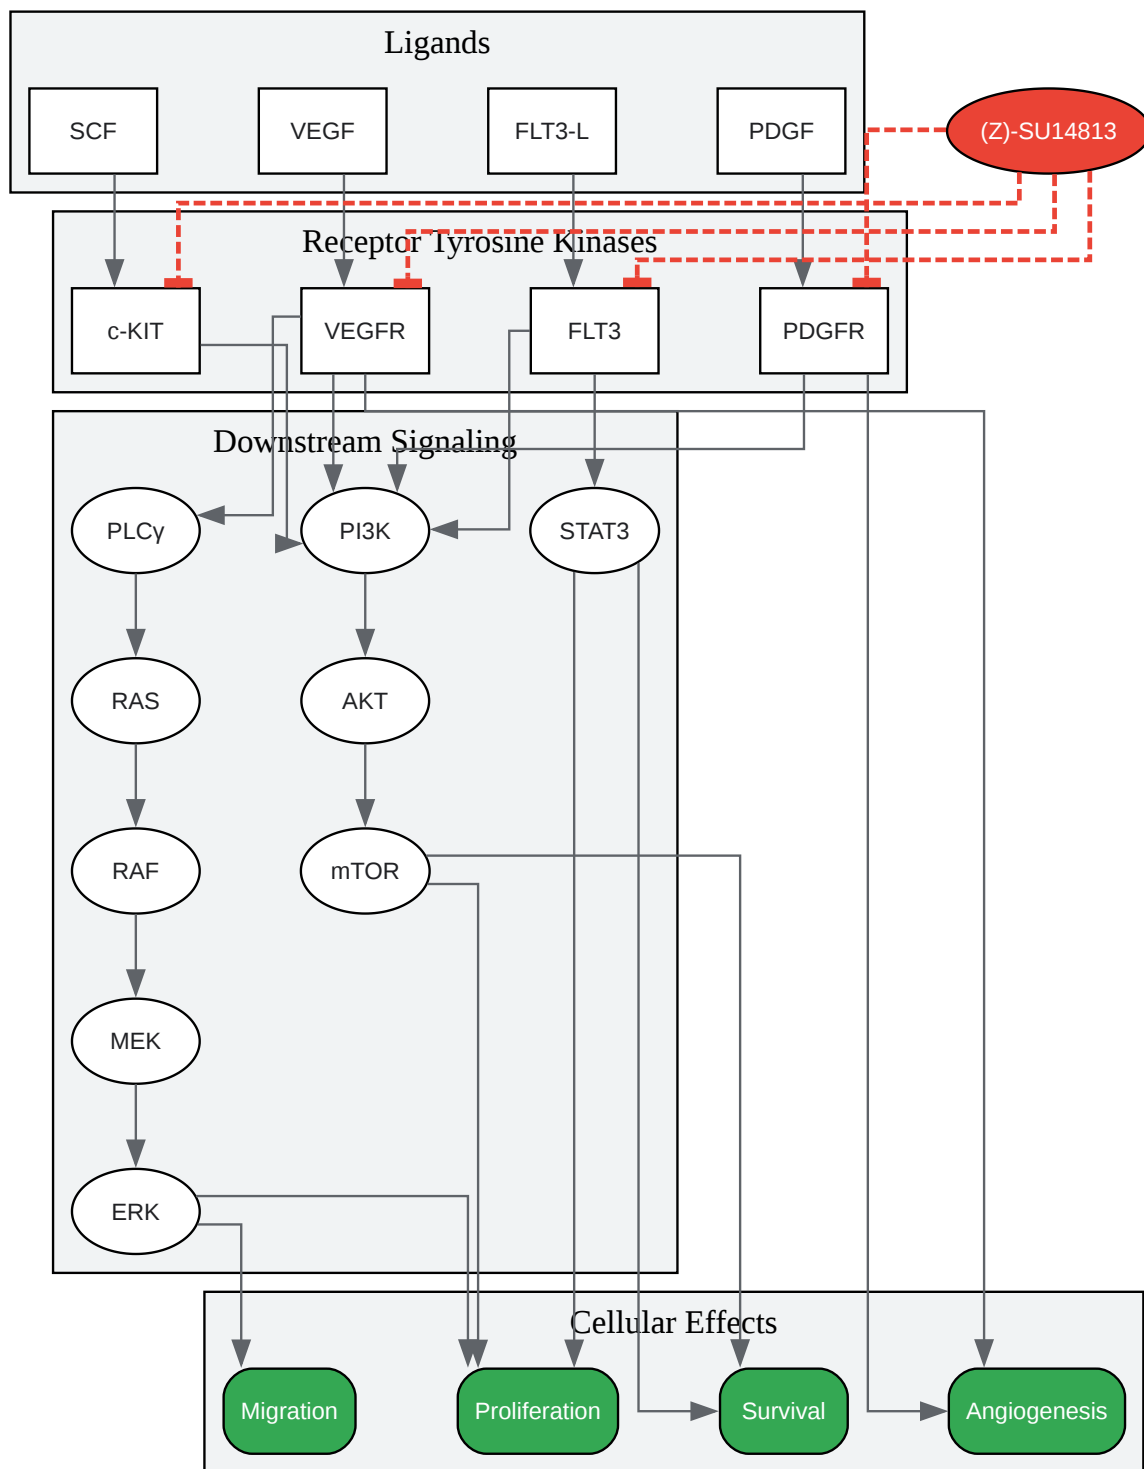 Ligands
SCF
VEGF
FLT3-L
PDGF
(Z)-SU14813
Receptor Tyrosine Kinases
c-KIT
VEGFR
FLT3
PDGFR
Downstream Signaling
PLCγ
PI3K
STAT3
RAS
AKT
RAF
mTOR
MEK
ERK
Cellular Effects
Migration
Proliferation
Survival
Angiogenesis